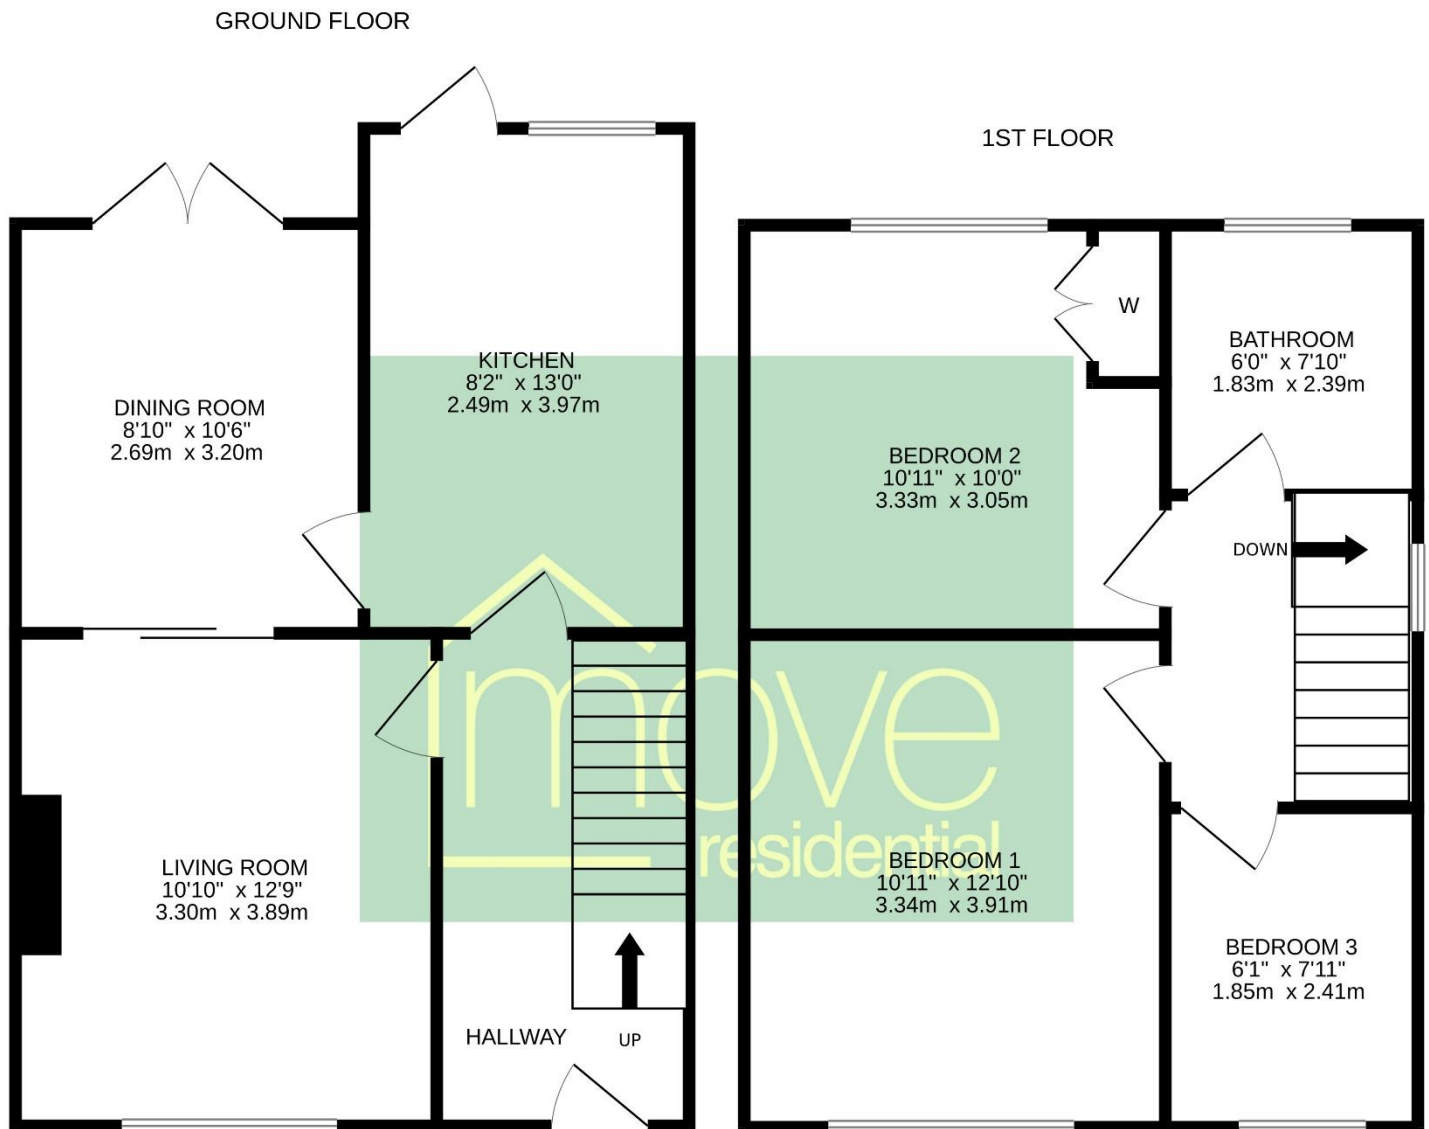 GROUND FLOOR
1ST FLOOR
KITCHEN
8'2" x 13'0"
2.49m x 3.97m
DINING ROOM
8'10" x 10'6"
2.69m x 3.20m
LIVING ROOM
10'10" x 12'9"
3.30m x 3.89m
HALLWAY
UP
W
BATHROOM
6'0" x 7'10"
1.83m x 2.39m
BEDROOM 2
10'11" x 10'0"
3.33m x 3.05m
DOWN
BEDROOM 1
10'11" x 12'10"
3.34m x 3.91m
BEDROOM 3
6'1" x 7'11"
1.85m x 2.41m
move
residential